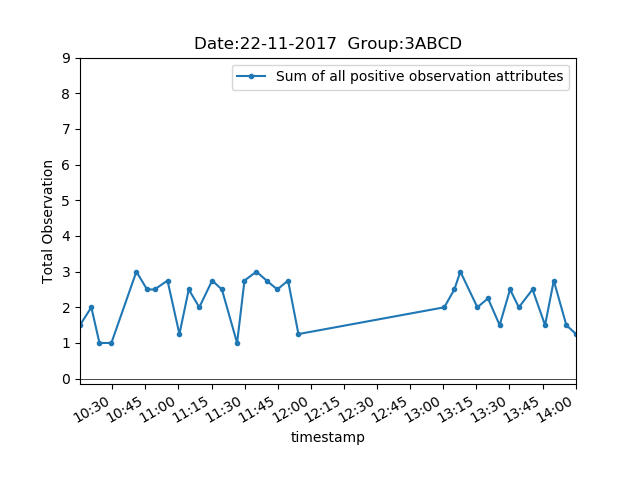 Date:22-11-2017  Group:3ABCD
Sum of all positive observation attributes
Total Observation
9
8
7
6
5
4
3
2
1
0
10:30 10:45 11:00 11:15 11:30 11:45 12:00 12:15 12:30 12:45 13:00 13:15 13:30 13:45 14:00
timestamp